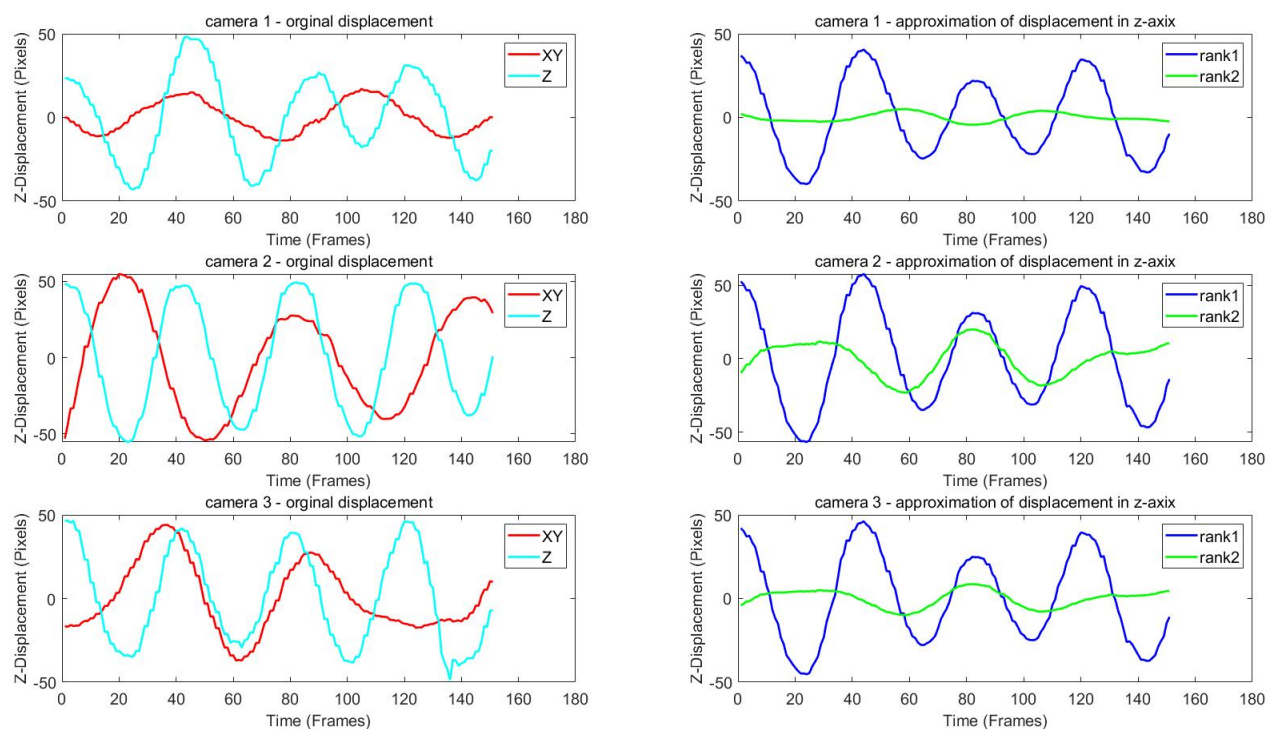 camera 1 - orginal displacement
Z-Displacement (Pixels)
50
0
-50
XY
Z
0 20 40 60 80 100 120 140 160 180
Time (Frames)
camera 1 - approximation of displacement in z-axix
Z-Displacement (Pixels)
50
0
-50
rank1
rank2
0 20 40 60 80 100 120 140 160 180
Time (Frames)
camera 2 - orginal displacement
Z-Displacement (Pixels)
50
0
-50
XY
Z
0 20 40 60 80 100 120 140 160 180
Time (Frames)
camera 2 - approximation of displacement in z-axix
Z-Displacement (Pixels)
50
0
-50
rank1
rank2
0 20 40 60 80 100 120 140 160 180
Time (Frames)
camera 3 - orginal displacement
Z-Displacement (Pixels)
50
0
-50
XY
Z
0 20 40 60 80 100 120 140 160 180
Time (Frames)
camera 3 - approximation of displacement in z-axix
Z-Displacement (Pixels)
50
0
-50
rank1
rank2
0 20 40 60 80 100 120 140 160 180
Time (Frames)